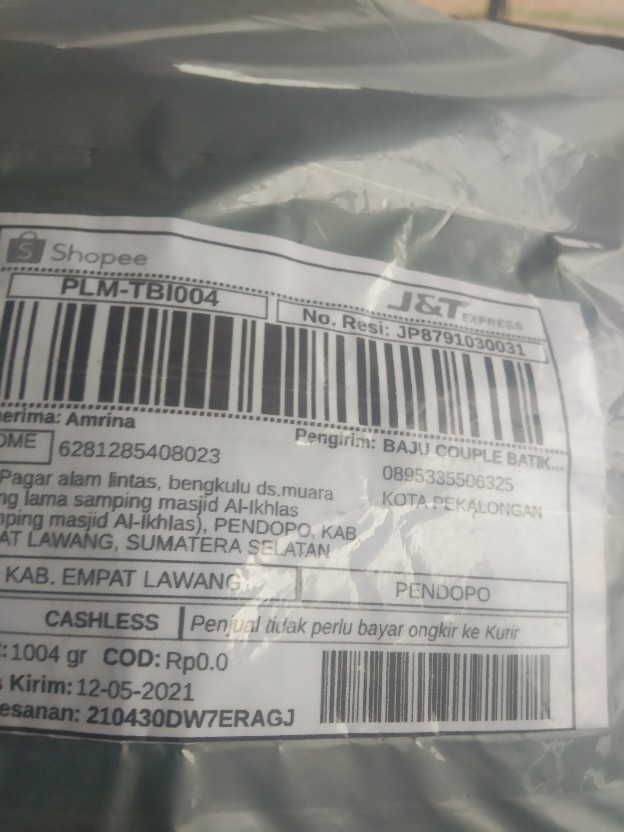 Shopee
J&T EXPRESS
PLM-TBI004
No. Resi: JP8791030031
erima: Amrina
Pengirim: BAJU COUPLE BATIK...
OME
6281285408023
0895335506325
KOTA PEKALONGAN
Pagar alam lintas, bengkulu ds.muara
ng lama samping masjid Al-Ikhlas
ping masjid Al-Ikhlas), PENDOPO, KAB.
AT LAWANG, SUMATERA SELATAN
KAB. EMPAT LAWANG
PENDOPO
CASHLESS
Penjual tidak perlu bayar ongkir ke Kurir
: 1004 gr COD: Rp0.0
s Kirim: 12-05-2021
esanan: 210430DW7ERAGJ